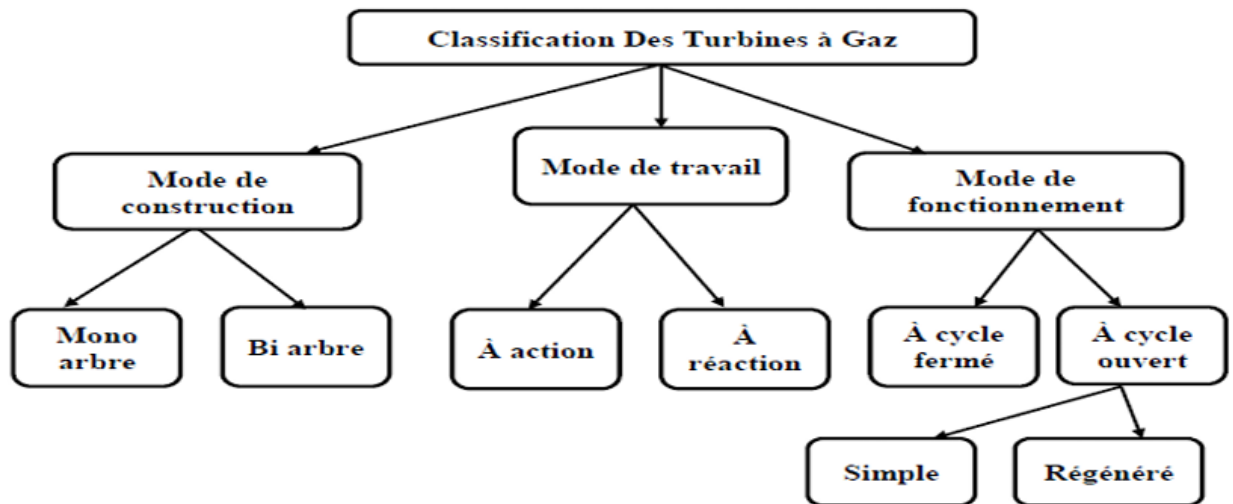 Classification Des Turbines à Gaz
Mode de
construction
Mode de travail
Mode de
fonctionnement
Mono
arbre
Bi arbre
À action
À
réaction
À cycle
fermé
À cycle
ouvert
Simple
Régénéré